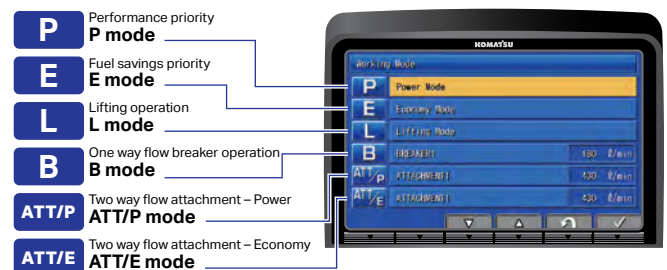 P
Performance priority
P mode
E
Fuel savings priority
E mode
L
Lifting operation
L mode
B
One way flow breaker operation
B mode
ATT/P
Two way flow attachment – Power
ATT/P mode
ATT/E
Two way flow attachment – Economy
ATT/E mode
KOMATSU
Working Mode
P Power Mode
E Economy Mode
L Lifting Mode
B BREAKER1 180 ℓ/min
ATT/P ATTACHMENT1 430 ℓ/min
ATT/E ATTACHMENT1 430 ℓ/min